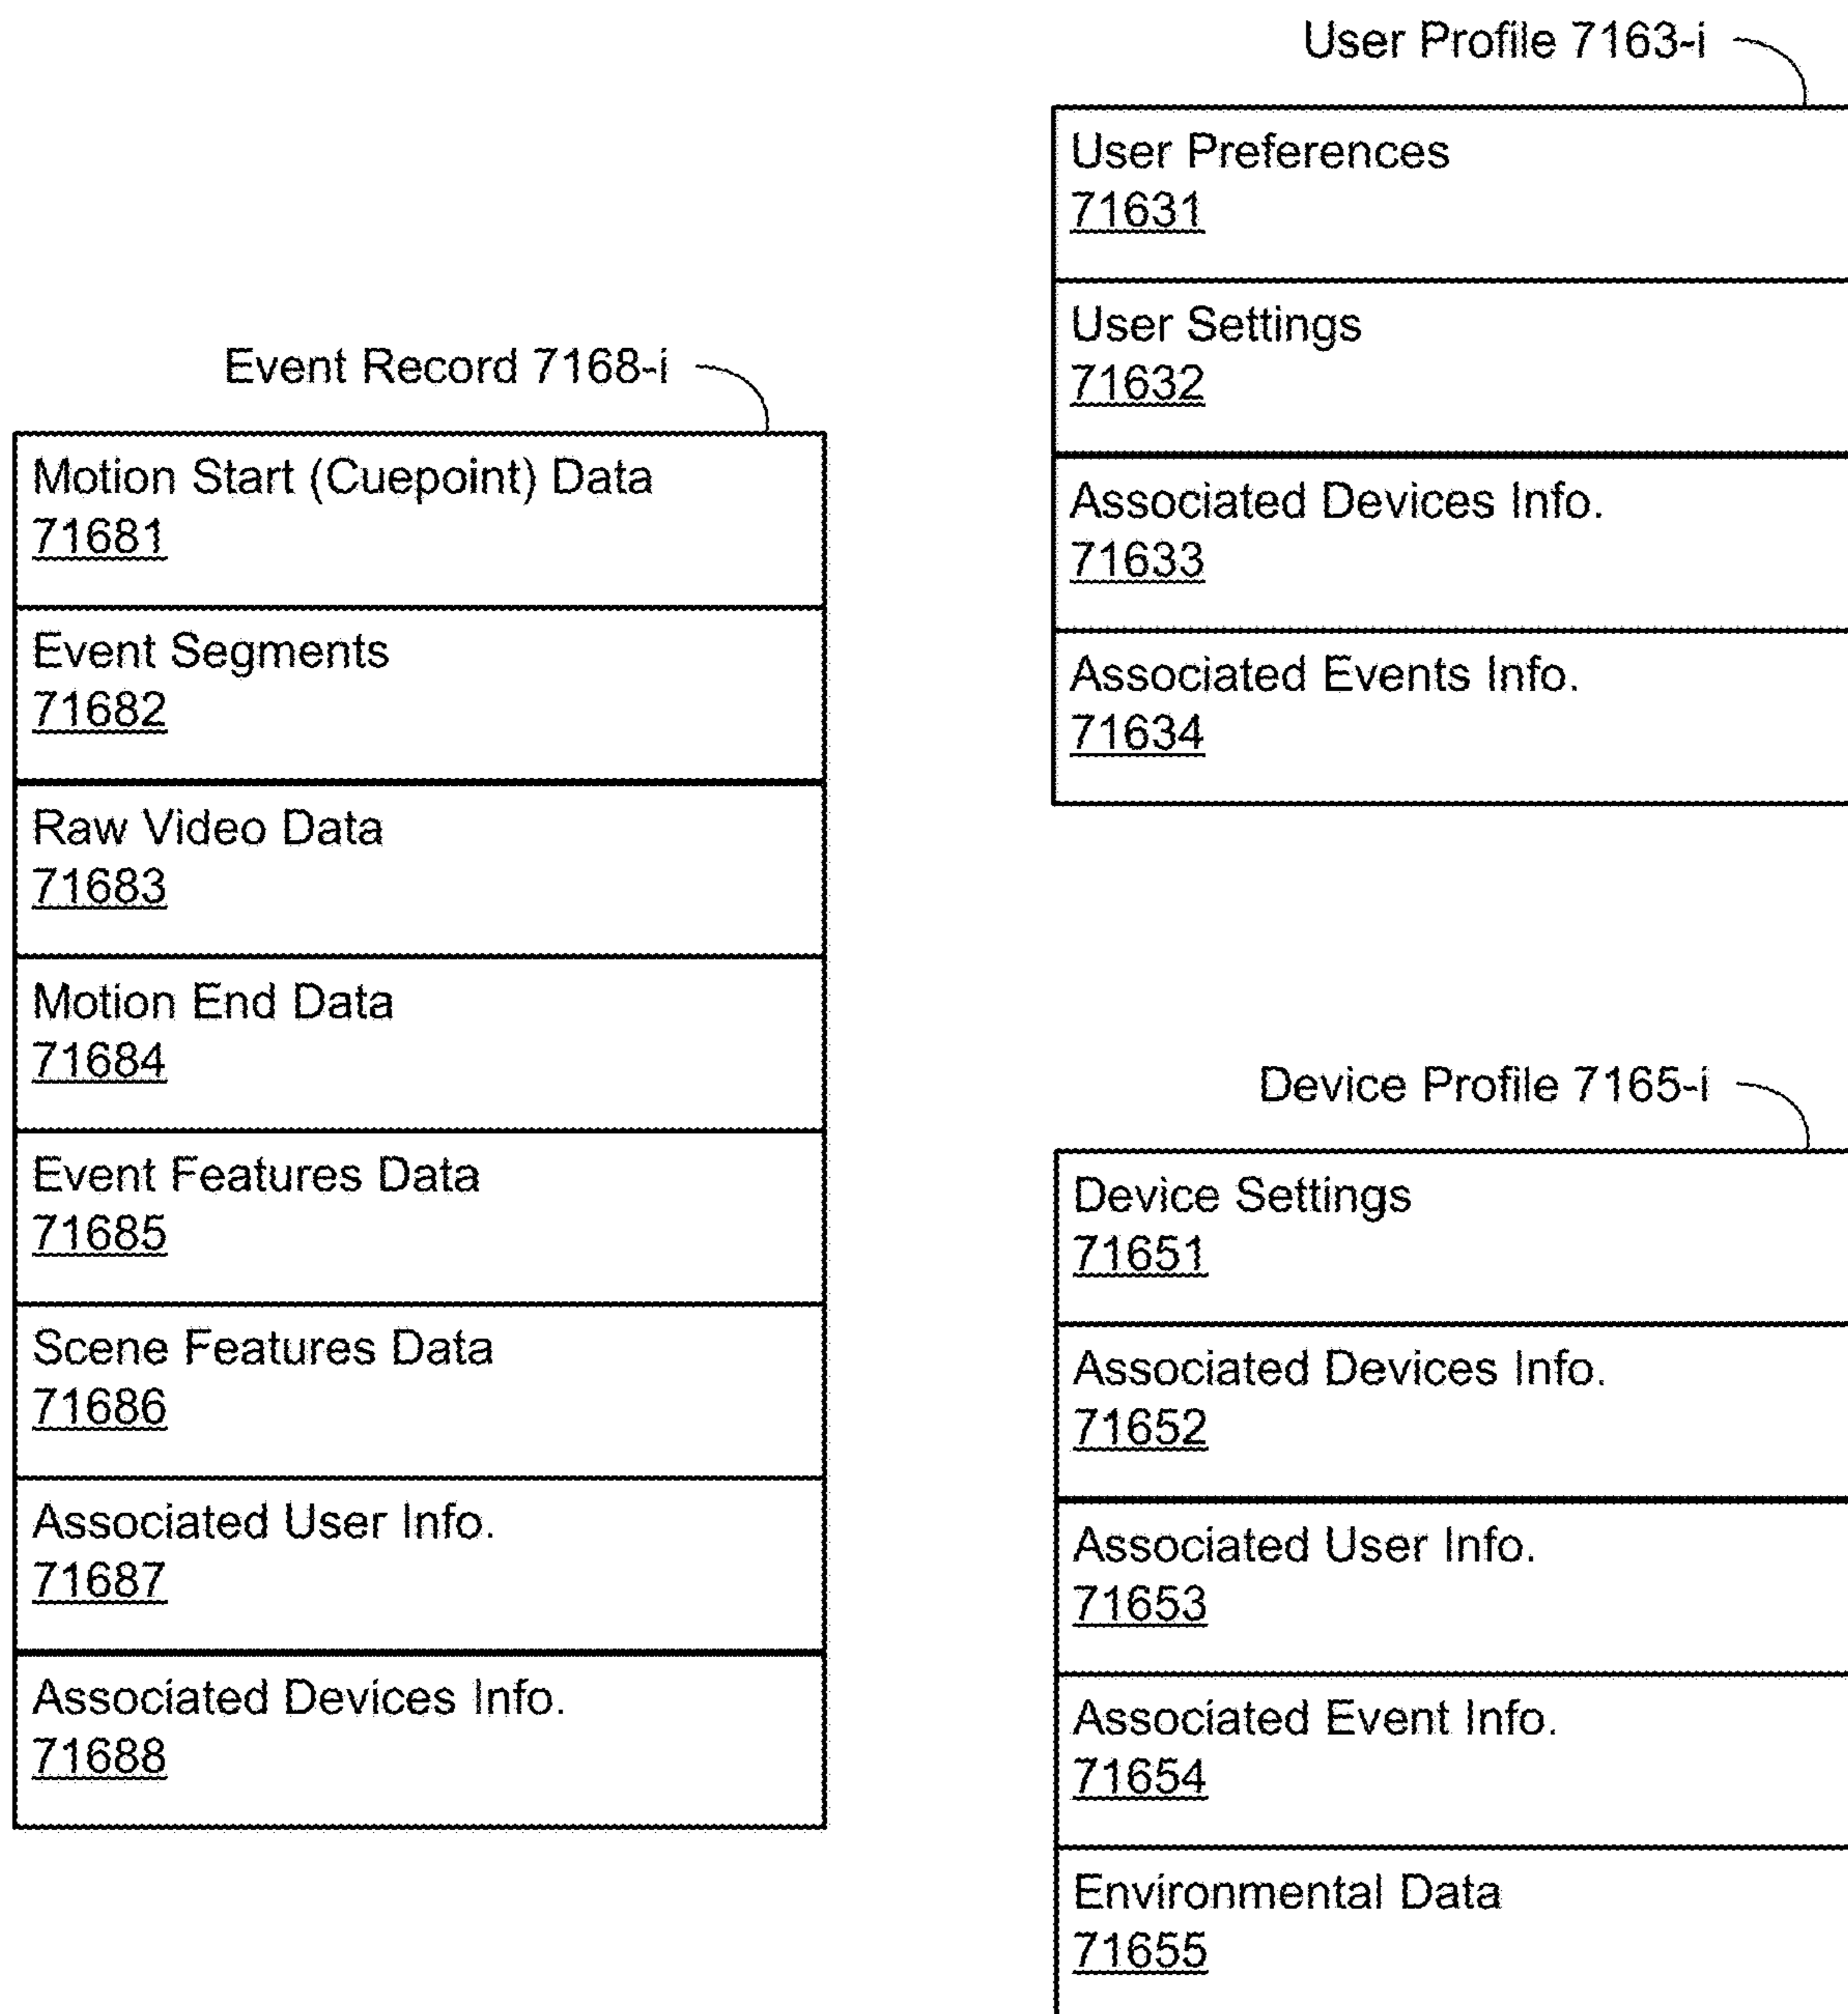 Event Record 7168-i
Motion Start (Cuepoint) Data
71681
Event Segments
71682
Raw Video Data
71683
Motion End Data
71684
Event Features Data
71685
Scene Features Data
71686
Associated User Info.
71687
Associated Devices Info.
71688
User Profile 7163-i
User Preferences
71631
User Settings
71632
Associated Devices Info.
71633
Associated Events Info.
71634
Device Profile 7165-i
Device Settings
71651
Associated Devices Info.
71652
Associated User Info.
71653
Associated Event Info.
71654
Environmental Data
71655